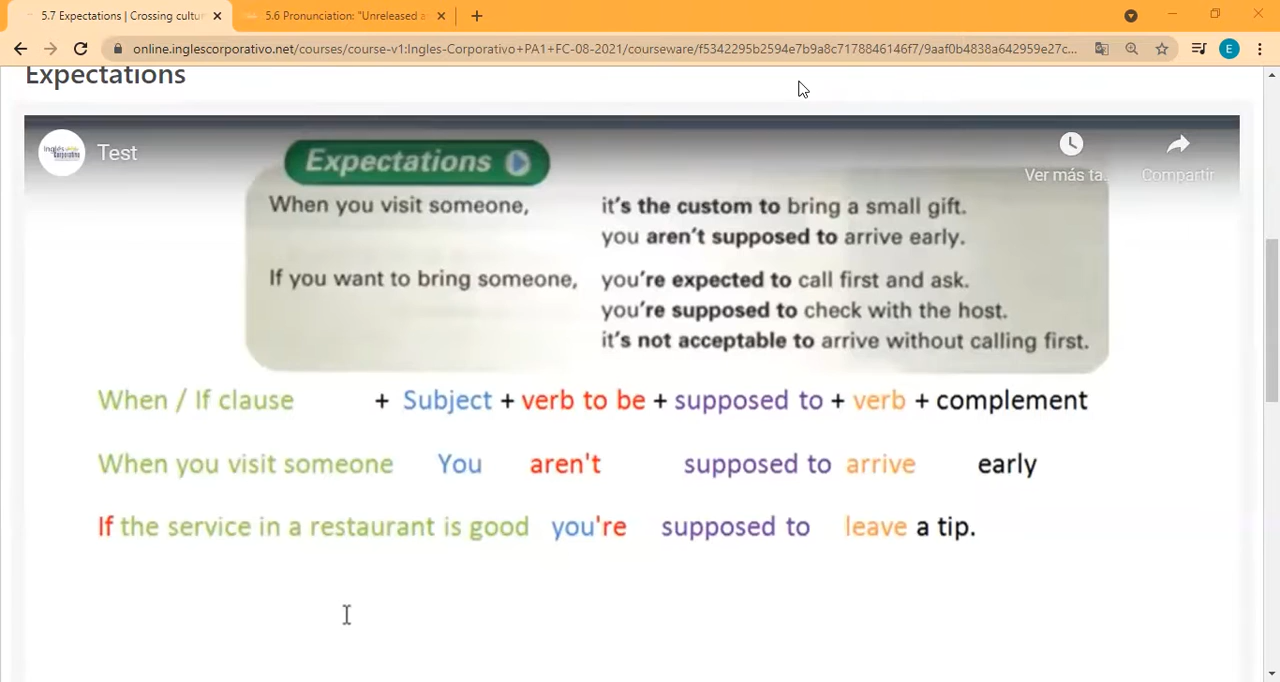 5.7 Expectations | Crossing cultu
5.6 Pronunciation: "Unreleased a
online.inglescorporativo.net/courses/course-v1:Ingles-Corporativo+PA1+FC-08-2021/courseware/f5342295b2594e7b9a8c7178846146f7/9aaf0b4838a642959e27c...
E
Expectations
Inglés Corporativo
Test
Ver más ta...
Compartir
Expectations
When you visit someone, it's the custom to bring a small gift.
you aren't supposed to arrive early.
If you want to bring someone, you're expected to call first and ask.
you're supposed to check with the host.
it's not acceptable to arrive without calling first.
When / If clause + Subject + verb to be + supposed to + verb + complement
When you visit someone You aren't supposed to arrive early
If the service in a restaurant is good you're supposed to leave a tip.